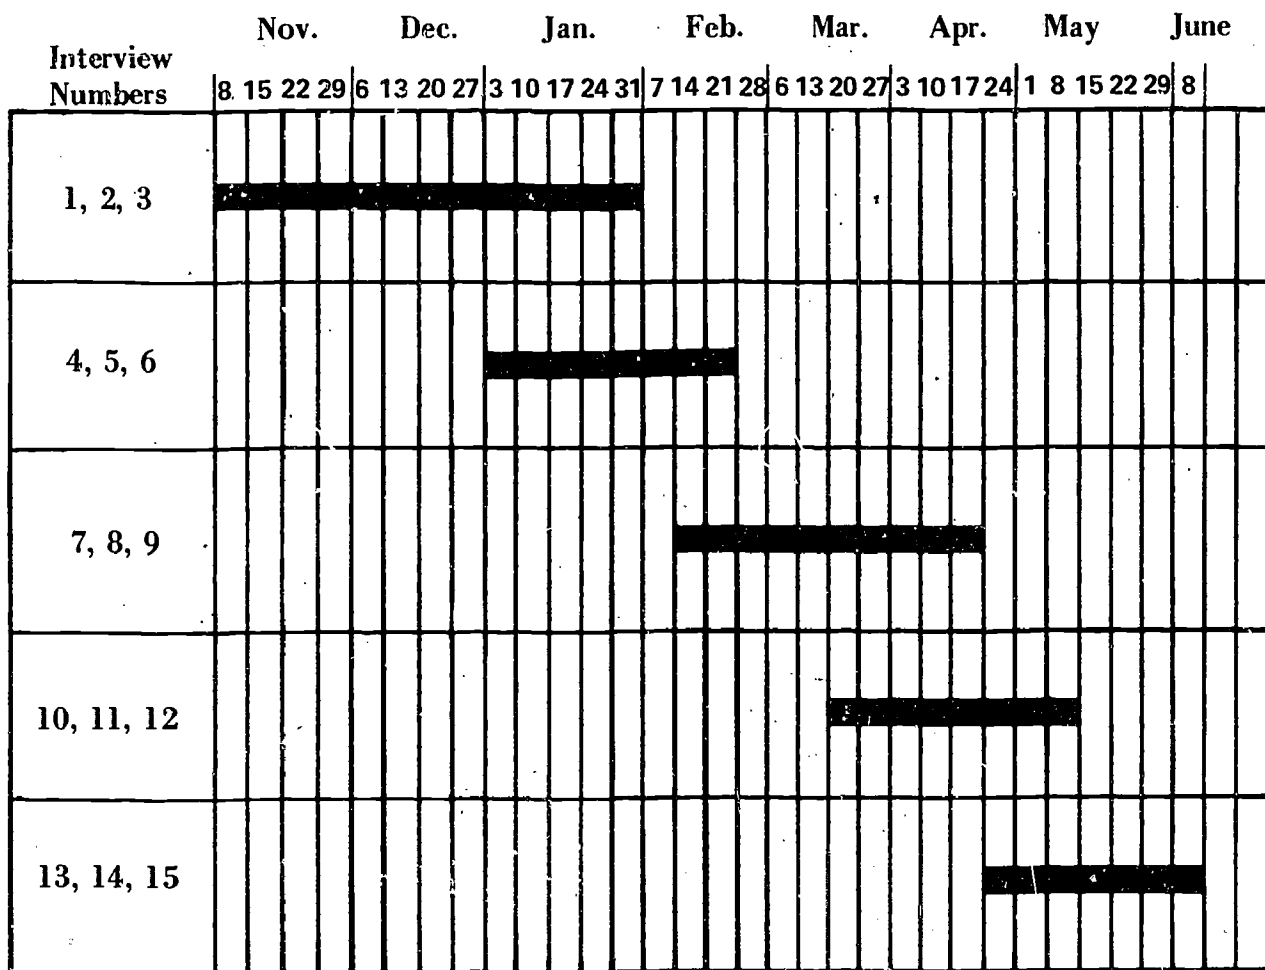 Nov. Dec. Jan. Feb. Mar. Apr. May June
Interview
Numbers
8 15 22 29 6 13 20 27 3 10 17 24 31 7 14 21 28 6 13 20 27 3 10 17 24 1 8 15 22 29 8
1, 2, 3
4, 5, 6
7, 8, 9
10, 11, 12
13, 14, 15